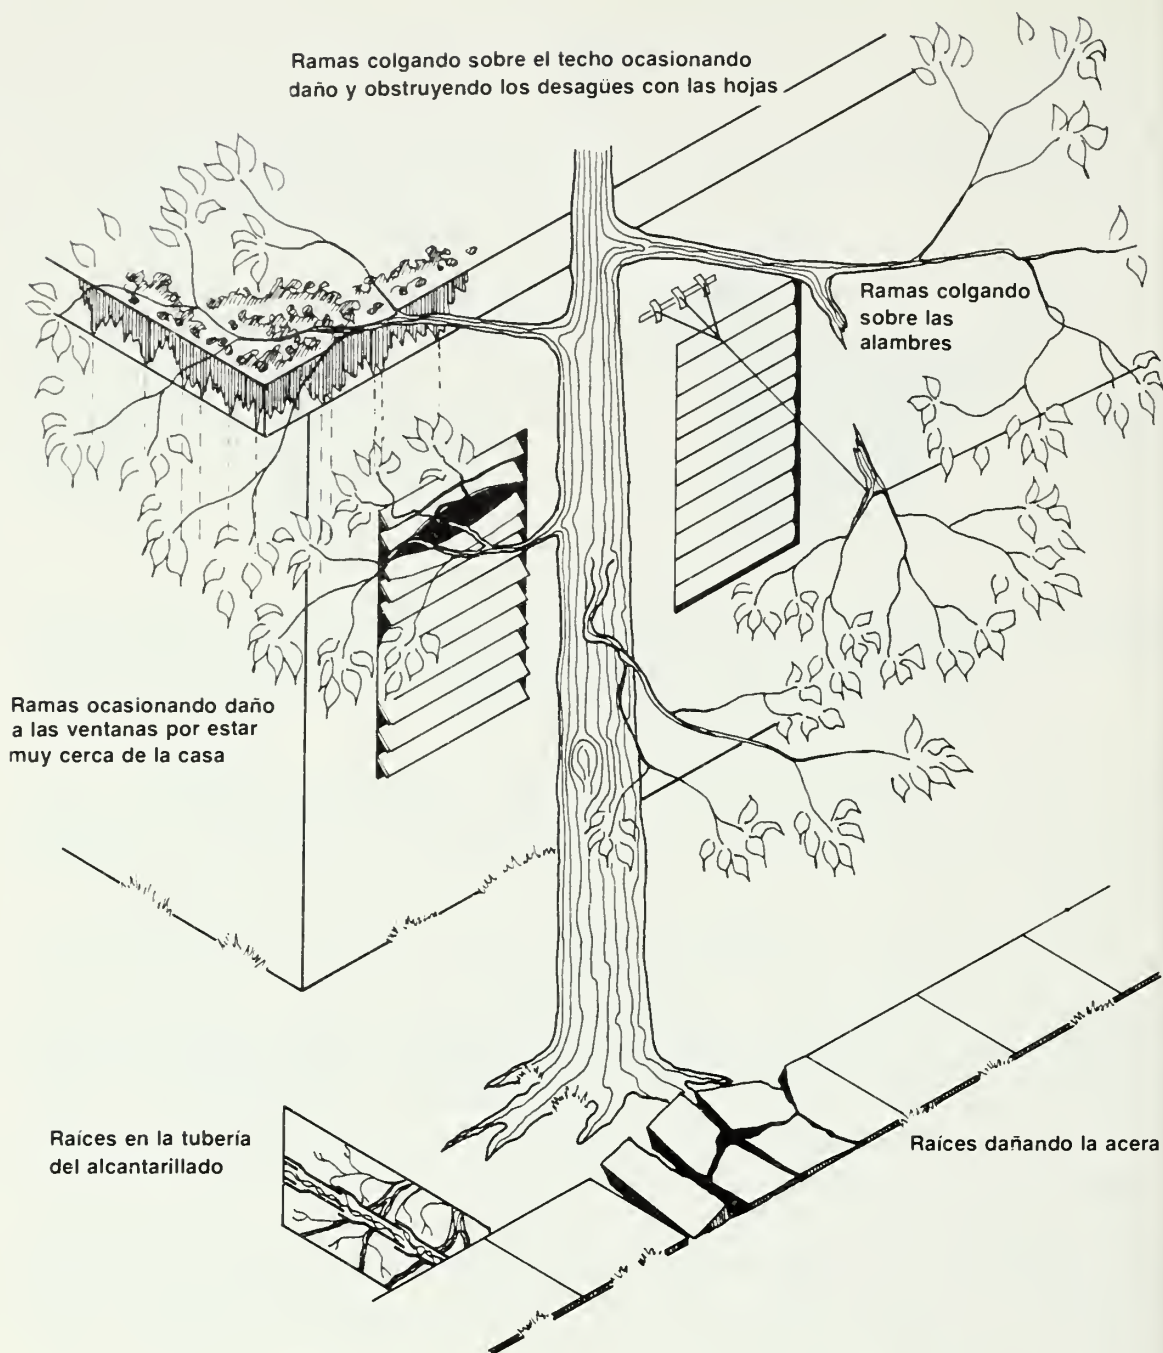 Ramas colgando sobre el techo ocasionando
daño y obstruyendo los desagües con las hojas
Ramas colgando
sobre las
alambres
Ramas ocasionando daño
a las ventanas por estar
muy cerca de la casa
Raíces en la tubería
del alcantarillado
Raíces dañando la acera